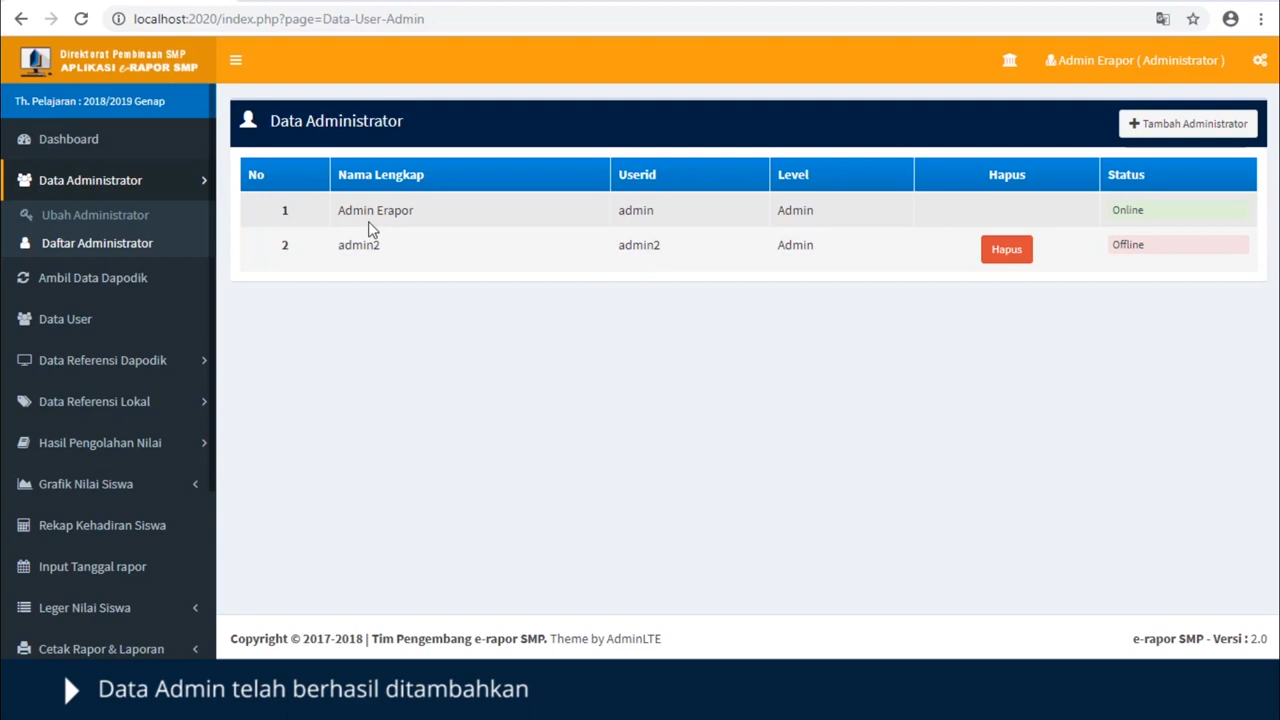 localhost:2020/index.php?page=Data-User-Admin
Direktorat Pembinaan SMP
APLIKASI e-RAPOR SMP
Admin Erapor ( Administrator )
Th. Pelajaran : 2018/2019 Genap
Dashboard
Data Administrator
Ubah Administrator
Daftar Administrator
Ambil Data Dapodik
Data User
Data Referensi Dapodik
Data Referensi Lokal
Hasil Pengolahan Nilai
Grafik Nilai Siswa
Rekap Kehadiran Siswa
Input Tanggal rapor
Leger Nilai Siswa
Cetak Rapor & Laporan
Data Administrator
Tambah Administrator
No Nama Lengkap Userid Level Hapus Status
1 Admin Erapor admin Admin Online
2 admin2 admin2 Admin Hapus Offline
Copyright © 2017-2018 | Tim Pengembang e-rapor SMP. Theme by AdminLTE
e-rapor SMP - Versi : 2.0
Data Admin telah berhasil ditambahkan